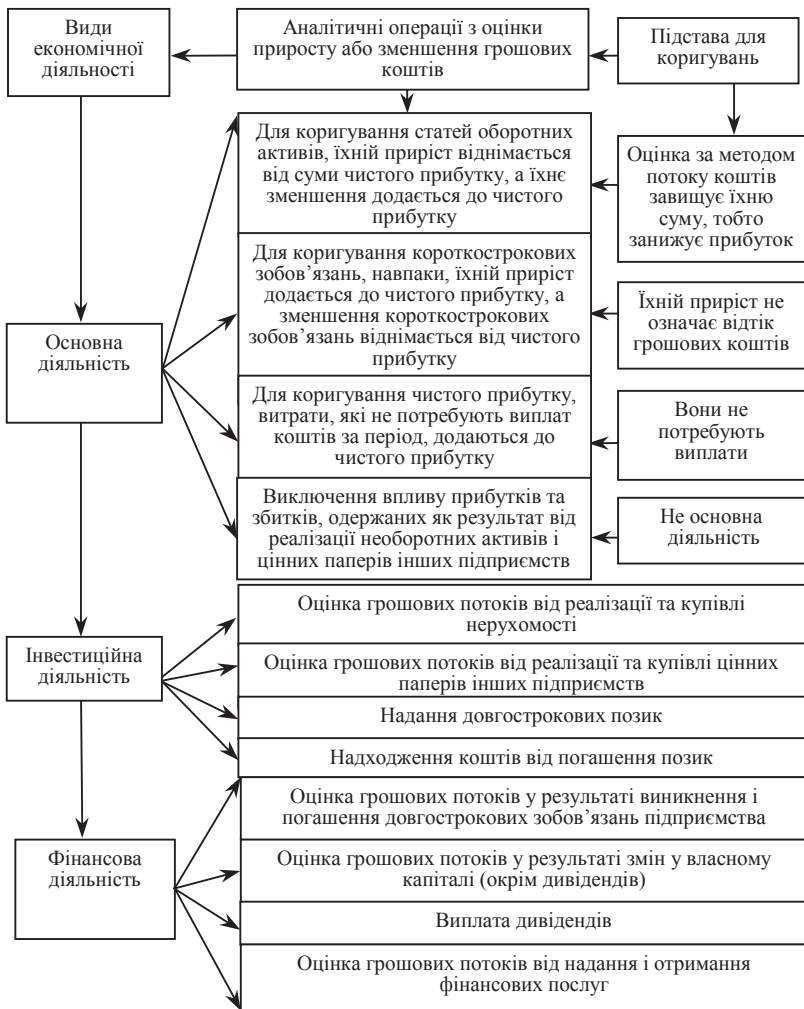 Види
економічної
діяльності
Аналітичні операції з оцінки
приросту або зменшення грошових
коштів
Підстава для
коригувань
Для коригування статей оборотних
активів, їхній приріст віднімається
від суми чистого прибутку, а їхнє
зменшення додається до чистого
прибутку
Оцінка за методом
потоку коштів
завищує їхню
суму, тобто
занижує прибуток
Для коригування короткострокових
зобов’язань, навпаки, їхній приріст
додається до чистого прибутку, а
зменшення короткострокових
зобов’язань віднімається від чистого
прибутку
Їхній приріст не
означає відтік
грошових коштів
Основна
діяльність
Для коригування чистого прибутку,
витрати, які не потребують виплат
коштів за період, додаються до
чистого прибутку
Вони не
потребують
виплати
Виключення впливу прибутків та
збитків, одержаних як результат від
реалізації необоротних активів і
цінних паперів інших підприємств
Не основна
діяльність
Інвестиційна
діяльність
Оцінка грошових потоків від реалізації та купівлі
нерухомості
Оцінка грошових потоків від реалізації та купівлі цінних
паперів інших підприємств
Надання довгострокових позик
Надходження коштів від погашення позик
Фінансова
діяльність
Оцінка грошових потоків у результаті виникнення і
погашення довгострокових зобов’язань підприємства
Оцінка грошових потоків у результаті змін у власному
капіталі (окрім дивідендів)
Виплата дивідендів
Оцінка грошових потоків від надання і отримання
фінансових послуг